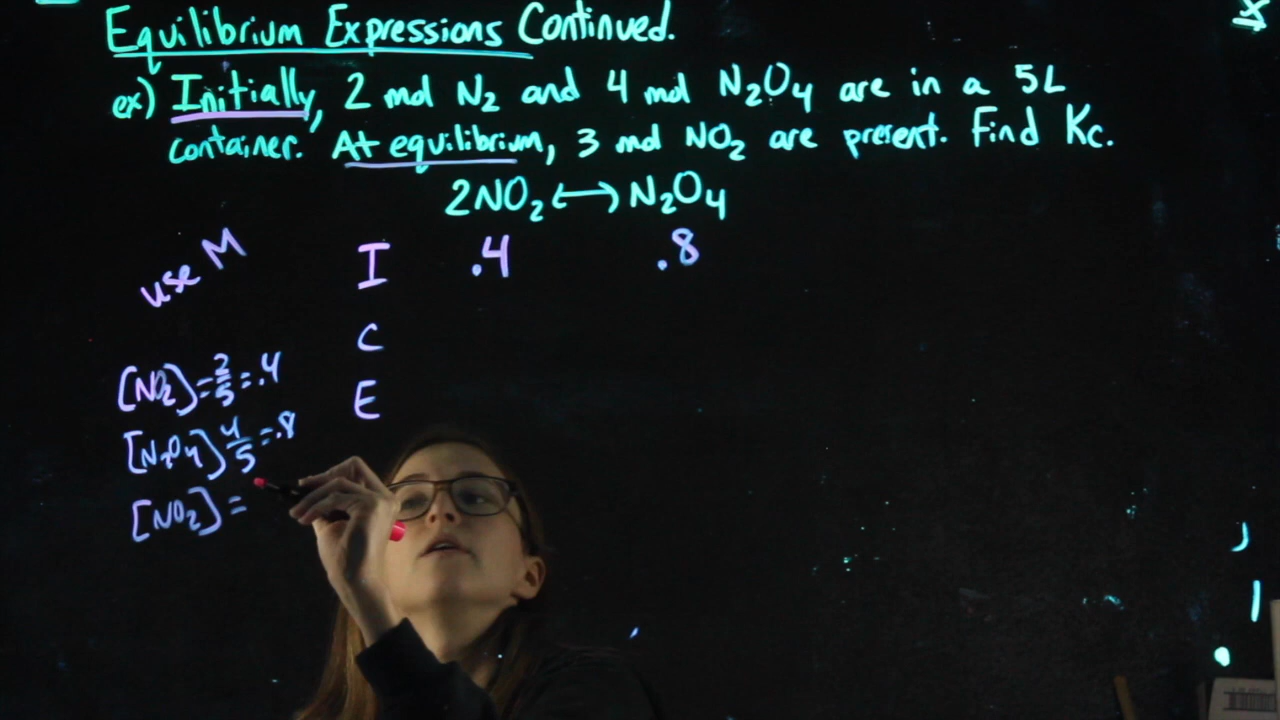 Equilibrium Expressions Continued.
ex) Initially, 2 mol N₂ and 4 mol N₂O₄ are in a 5L
container. At equilibrium, 3 mol NO₂ are present. Find Kc.
2NO₂ ⟷ N₂O₄
use M
I .4 .8
C
E
[NO₂] = 2/5 = .4
[N₂O₄] 4/5 = .8
[NO₂] =